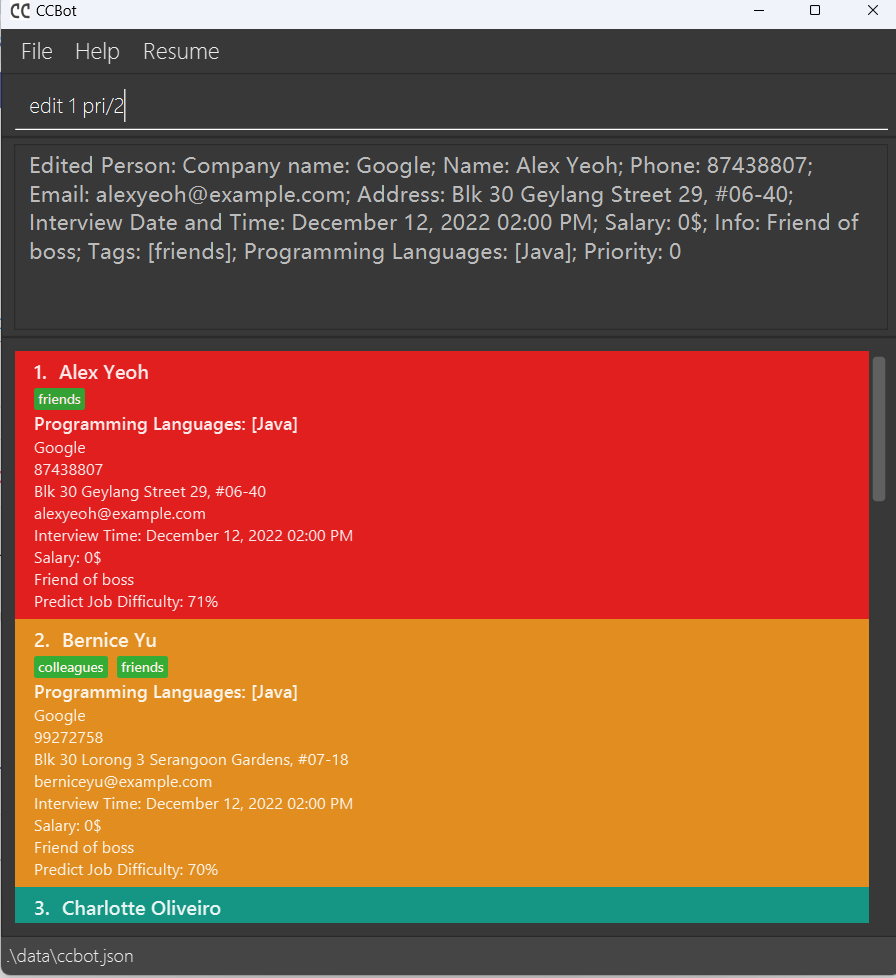 CCBot
File Help Resume
edit 1 pri/2
Edited Person: Company name: Google; Name: Alex Yeoh; Phone: 87438807;
Email: alexyeoh@example.com; Address: Blk 30 Geylang Street 29, #06-40;
Interview Date and Time: December 12, 2022 02:00 PM; Salary: 0$; Info: Friend of
boss; Tags: [friends]; Programming Languages: [Java]; Priority: 0
1. Alex Yeoh
friends
Programming Languages: [Java]
Google
87438807
Blk 30 Geylang Street 29, #06-40
alexyeoh@example.com
Interview Time: December 12, 2022 02:00 PM
Salary: 0$
Friend of boss
Predict Job Difficulty: 71%
2. Bernice Yu
colleagues friends
Programming Languages: [Java]
Google
99272758
Blk 30 Lorong 3 Serangoon Gardens, #07-18
berniceyu@example.com
Interview Time: December 12, 2022 02:00 PM
Salary: 0$
Friend of boss
Predict Job Difficulty: 70%
3. Charlotte Oliveiro
.\data\ccbot.json